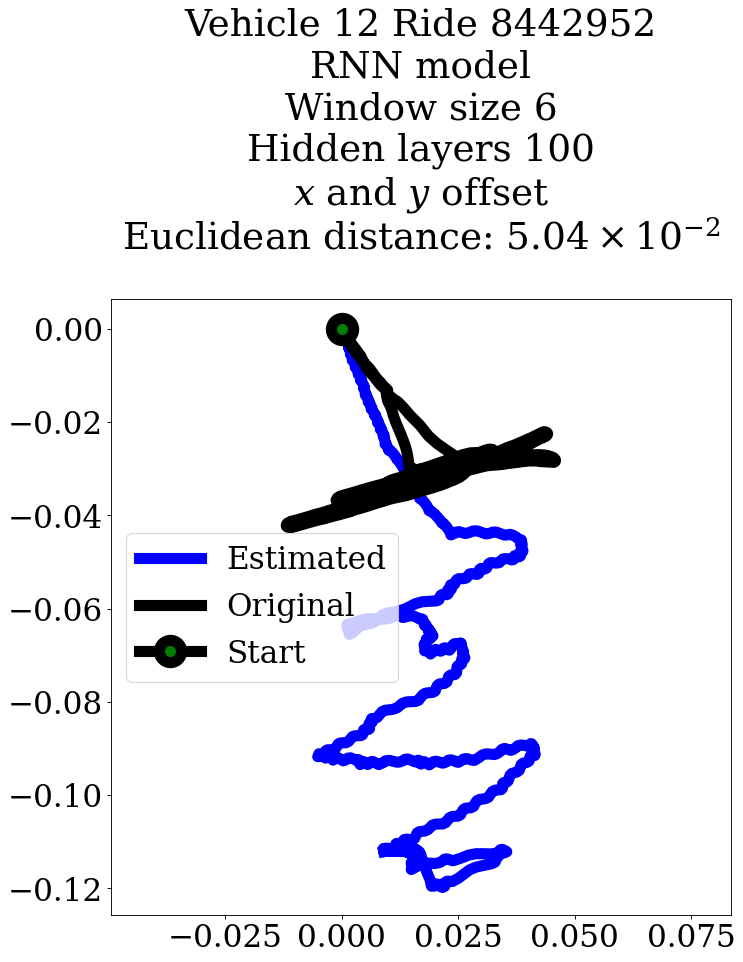 Vehicle 12 Ride 8442952
RNN model
Window size 6
Hidden layers 100
x and y offset
Euclidean distance: 5.04 × 10⁻²
0.00
−0.02
−0.04
−0.06
−0.08
−0.10
−0.12
Estimated
Original
Start
−0.025 0.000 0.025 0.050 0.075